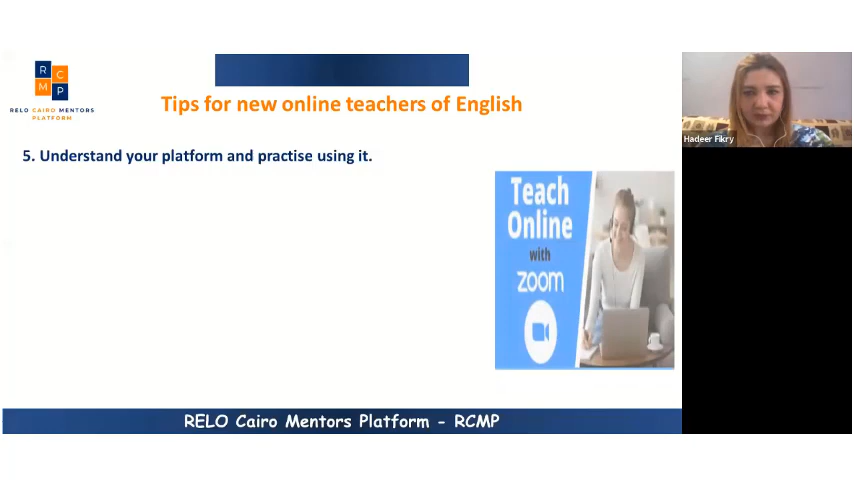 R
C
M
P
RELO CAIRO MENTORS
PLATFORM
Tips for new online teachers of English
5. Understand your platform and practise using it.
Teach
Online
with
zoom
Hadeer Fikry
RELO Cairo Mentors Platform - RCMP